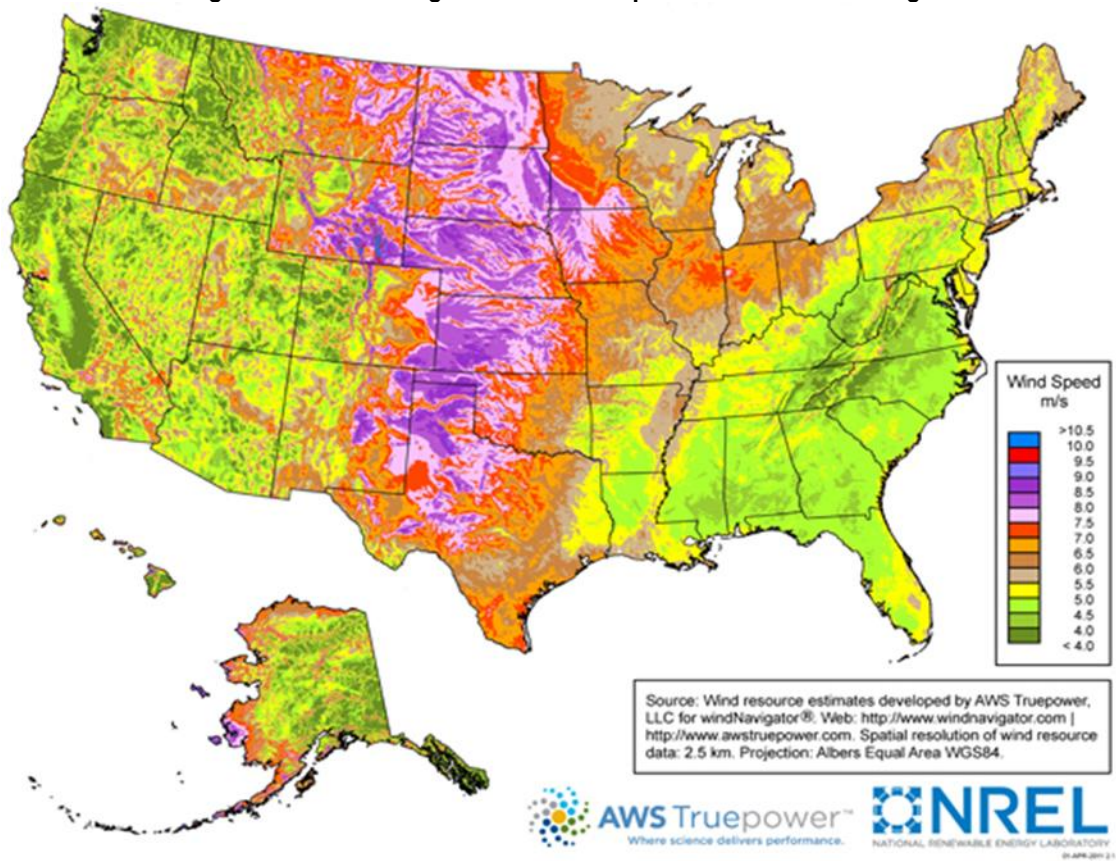 Wind Speed
m/s
>10.5
10.0
9.5
9.0
8.5
8.0
7.5
7.0
6.5
6.0
5.5
5.0
4.5
4.0
< 4.0
Source: Wind resource estimates developed by AWS Truepower,
LLC for windNavigator®. Web: http://www.windnavigator.com |
http://www.awstruepower.com. Spatial resolution of wind resource
data: 2.5 km. Projection: Albers Equal Area WGS84.
AWS Truepower™
Where science delivers performance.
NREL
NATIONAL RENEWABLE ENERGY LABORATORY